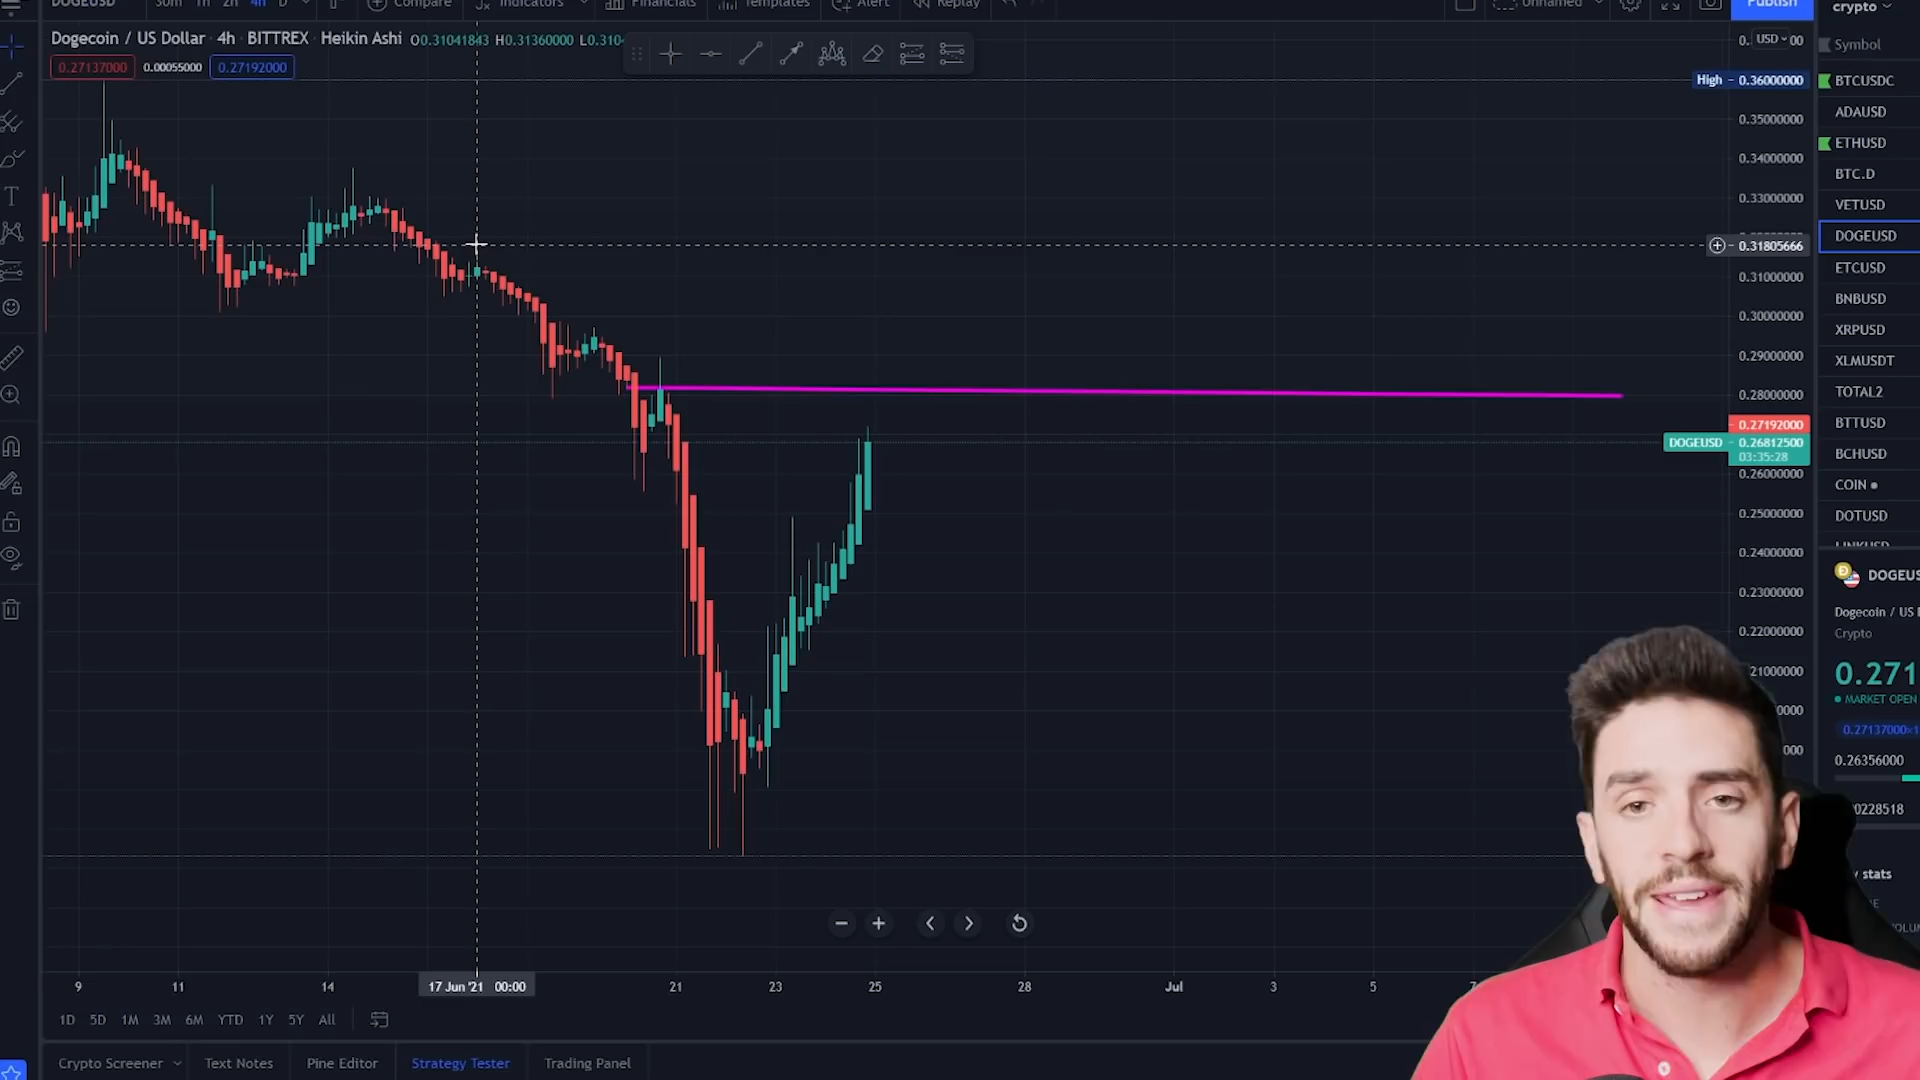 DOGEUSD 30m 1h 2h 4h D Compare Indicators Financials Templates Alert Replay Unnamed Publish
crypto
Dogecoin / US Dollar · 4h · BITTREX · Heikin Ashi O0.31041843 H0.31360000 L0.3104
0.27137000 0.00055000 0.27192000
USD
Symbol
High 0.36000000
BTCUSDC
0.35000000
ADAUSD
0.34000000
ETHUSD
BTC.D
0.33000000
VETUSD
DOGEUSD
0.31805666
0.31000000
ETCUSD
BNBUSD
0.30000000
XRPUSD
0.29000000
XLMUSDT
0.28000000
TOTAL2
0.27192000
BTTUSD
DOGEUSD 0.26812500
03:35:28
BCHUSD
0.26000000
COIN
0.25000000
DOTUSD
0.24000000
LINKUSD
DOGEUS
0.23000000
Dogecoin / US
0.22000000
Crypto
21000000
0.271
MARKET OPEN
0000
0.27137000×1
0000
0.26356000
0228518
stats
9 11 14 17 Jun '21 00:00 21 23 25 28 Jul 3 5 7
1D 5D 1M 3M 6M YTD 1Y 5Y All
Crypto Screener Text Notes Pine Editor Strategy Tester Trading Panel